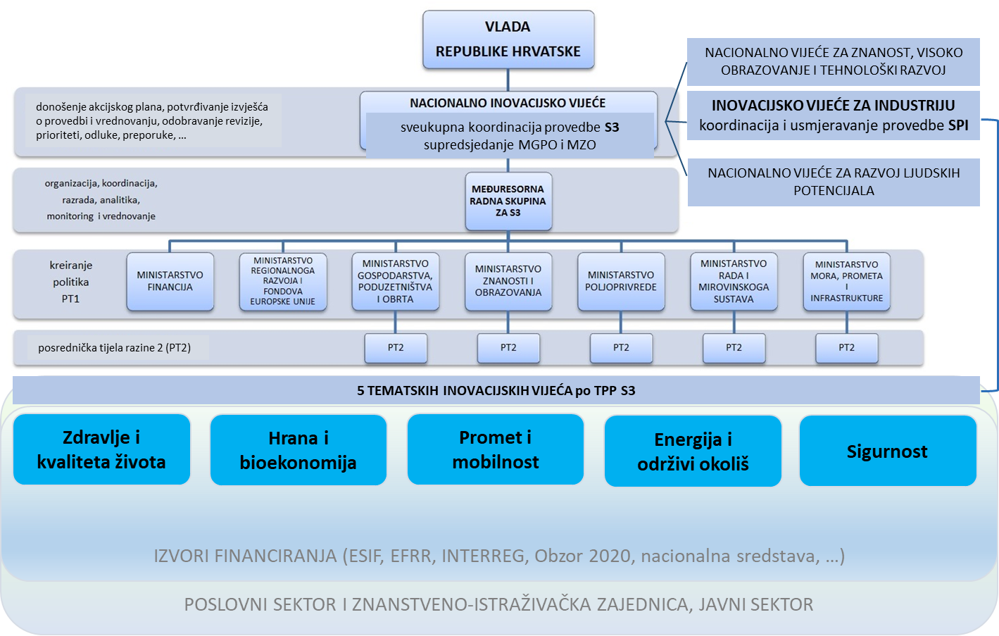 VLADA
REPUBLIKE HRVATSKE
NACIONALNO VIJEĆE ZA ZNANOST, VISOKO
OBRAZOVANJE I TEHNOLOŠKI RAZVOJ
donošenje akcijskog plana, potvrđivanje izvješća
o provedbi i vrednovanju, odobravanje revizije,
prioriteti, odluke, preporuke, ...
NACIONALNO INOVACIJSKO VIJEĆE
sveukupna koordinacija provedbe S3
supredsjedanje MGPO i MZO
INOVACIJSKO VIJEĆE ZA INDUSTRIJU
koordinacija i usmjeravanje provedbe SPI
NACIONALNO VIJEĆE ZA RAZVOJ LJUDSKIH
POTENCIJALA
organizacija, koordinacija,
razrada, analitika,
monitoring i vrednovanje
MEĐURESORNA
RADNA SKUPINA
ZA S3
kreiranje
politika
PT1
MINISTARSTVO
FINANCIJA
MINISTARSTVO
REGIONALNOGA
RAZVOJA I
FONDOVA
EUROPSKE UNIJE
MINISTARSTVO
GOSPODARSTVA,
PODUZETNIŠTVA
I OBRTA
MINISTARSTVO
ZNANOSTI I
OBRAZOVANJA
MINISTARSTVO
POLJOPRIVREDE
MINISTARSTVO
RADA I
MIROVINSKOGA
SUSTAVA
MINISTARSTVO
MORA, PROMETA
I
INFRASTRUKTURE
posrednička tijela razine 2 (PT2)
PT2
PT2
PT2
PT2
PT2
5 TEMATSKIH INOVACIJSKIH VIJEĆA po TPP S3
Zdravlje i
kvaliteta života
Hrana i
bioekonomija
Promet i
mobilnost
Energija i
održivi okoliš
Sigurnost
IZVORI FINANCIRANJA (ESIF, EFRR, INTERREG, Obzor 2020, nacionalna sredstava, ...)
POSLOVNI SEKTOR I ZNANSTVENO-ISTRAŽIVAČKA ZAJEDNICA, JAVNI SEKTOR